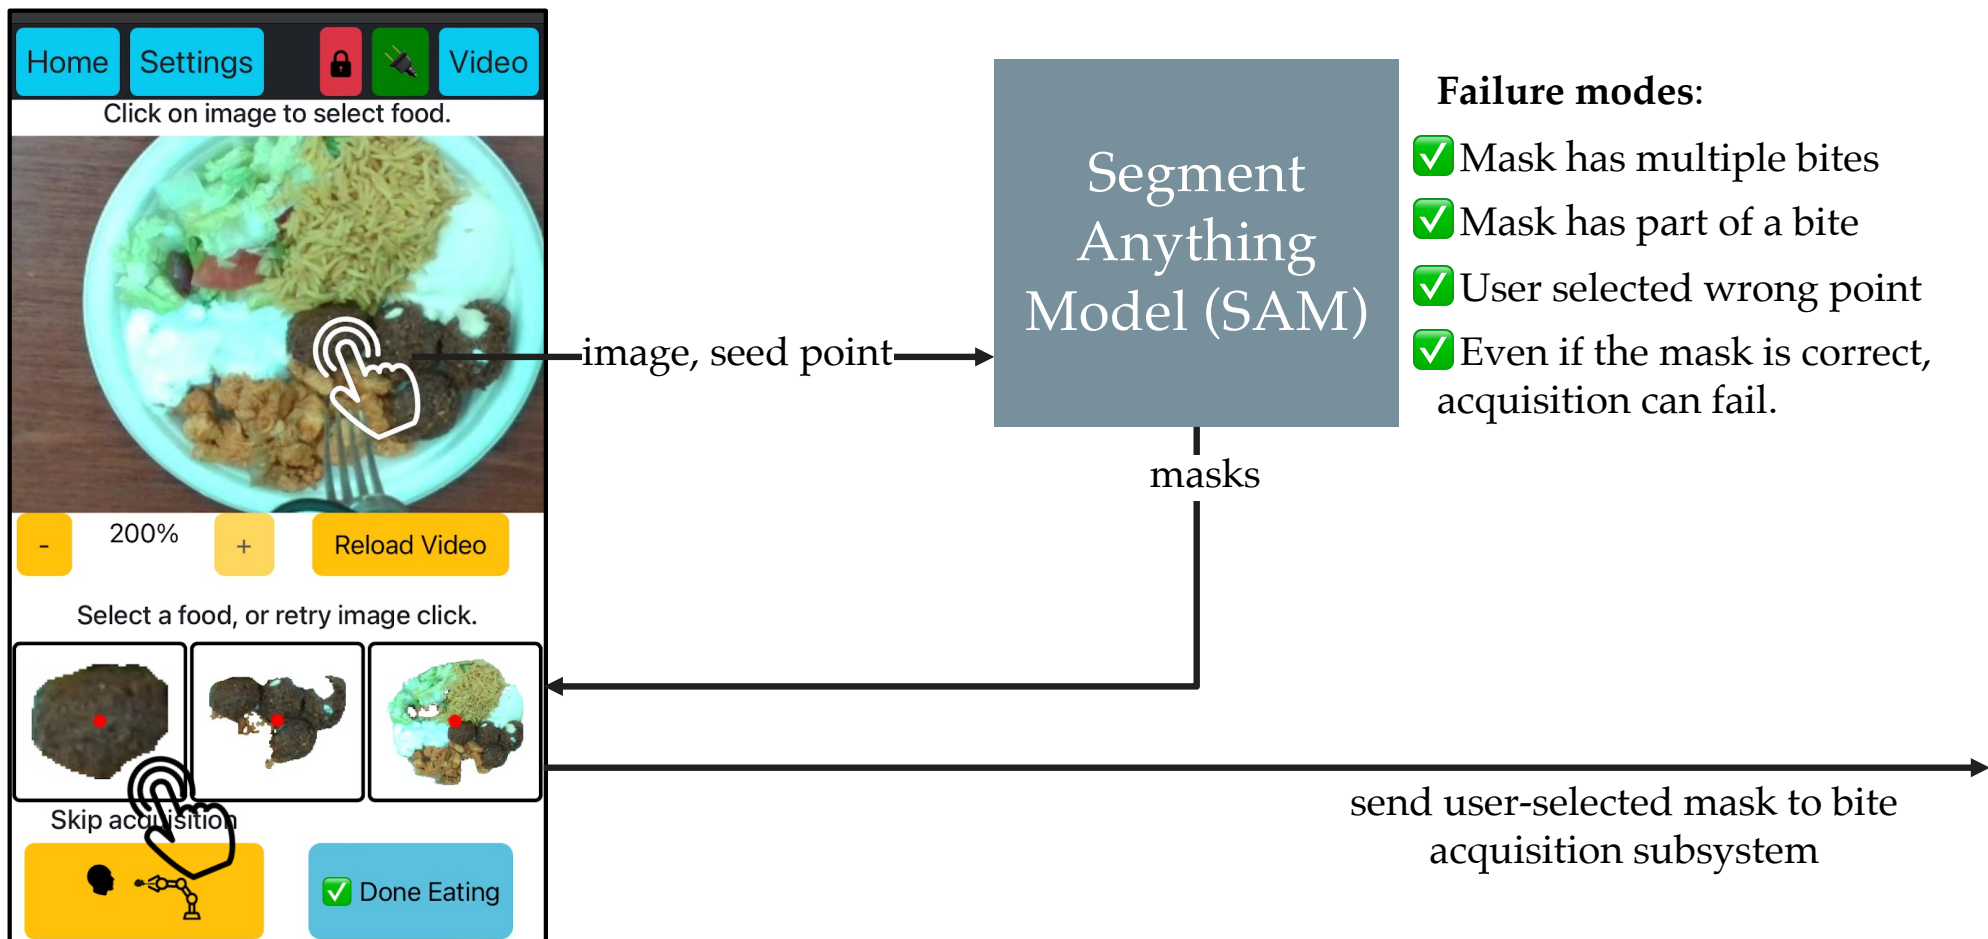 Home
Settings
Video
Click on image to select food.
-
200%
+
Reload Video
Select a food, or retry image click.
Skip acquisition
✅ Done Eating
image, seed point
Segment
Anything
Model (SAM)
masks
Failure modes:
✅ Mask has multiple bites
✅ Mask has part of a bite
✅ User selected wrong point
✅ Even if the mask is correct,
acquisition can fail.
send user-selected mask to bite
acquisition subsystem